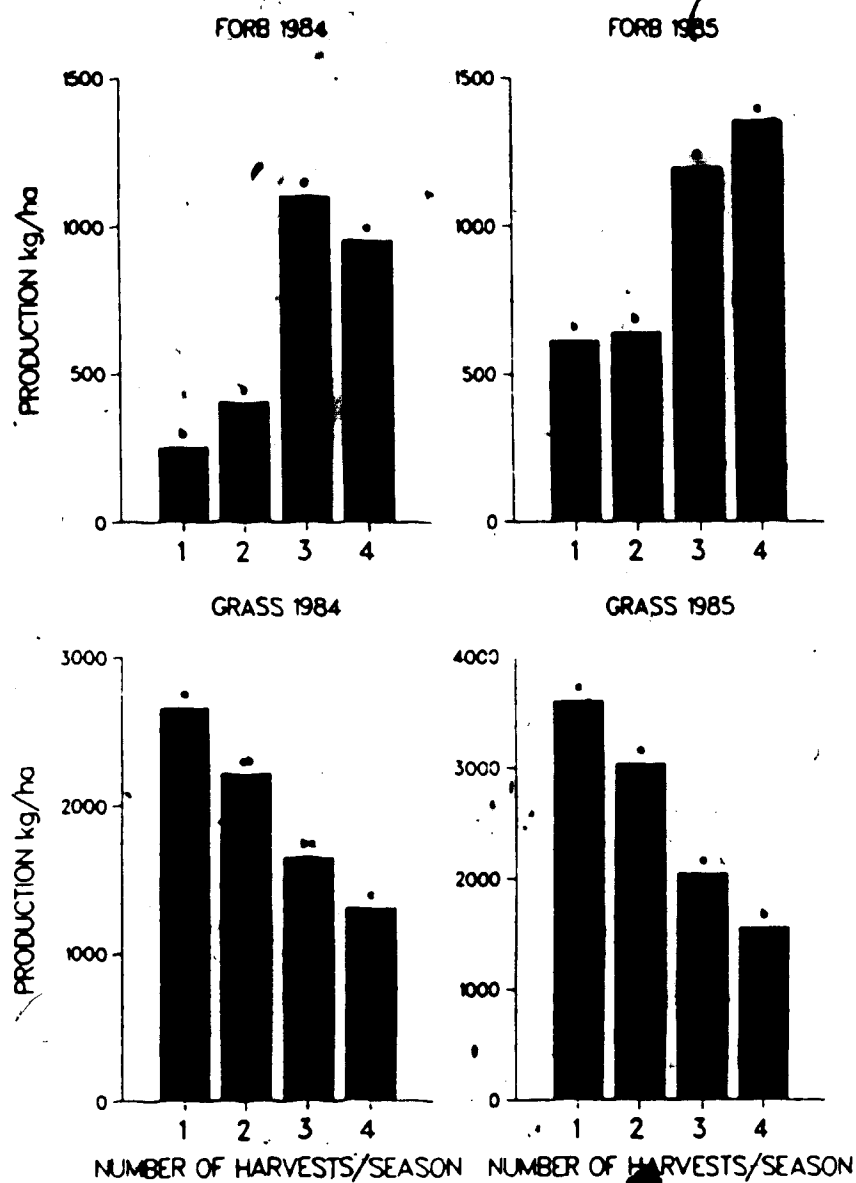 FORB 1984
PRODUCTION kg/ha
1500
1000
500
0
b b
1 2 3 4
FORB 1985
1500
1000
500
0
b b
1 2 3 4
GRASS 1984
PRODUCTION kg/ha
3000
2000
1000
0
1 2 3 4
NUMBER OF HARVESTS/SEASON
GRASS 1985
4000
3000
2000
1000
0
b
1 2 3 4
NUMBER OF HARVESTS/SEASON